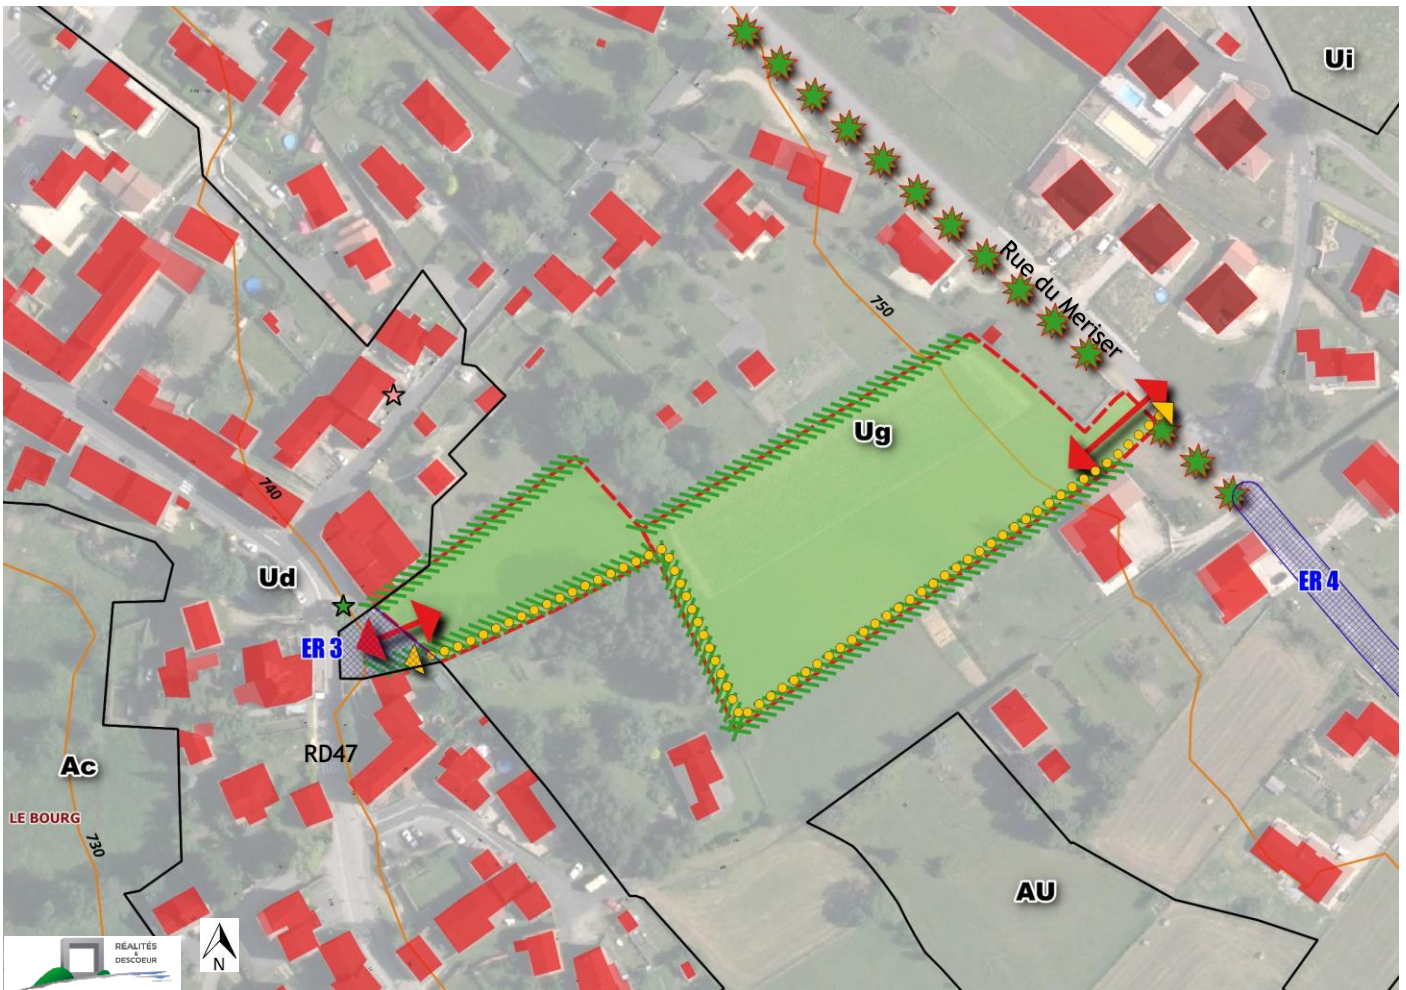 Ui
Rue du Meriser
750
Ug
740
Ud
ER 3
ER 4
RD47
Ac
LE BOURG
730
AU
RÉALITÉS
&
DESCOEUR
N